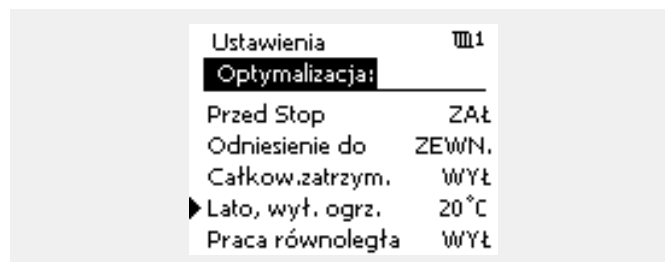 Ustawienia 1
Optymalizacja:
Przed Stop ZAŁ
Odniesienie do ZEWN.
Całkow.zatrzym. WYŁ
Lato, wył. ogrz. 20°C
Praca równoległa WYŁ